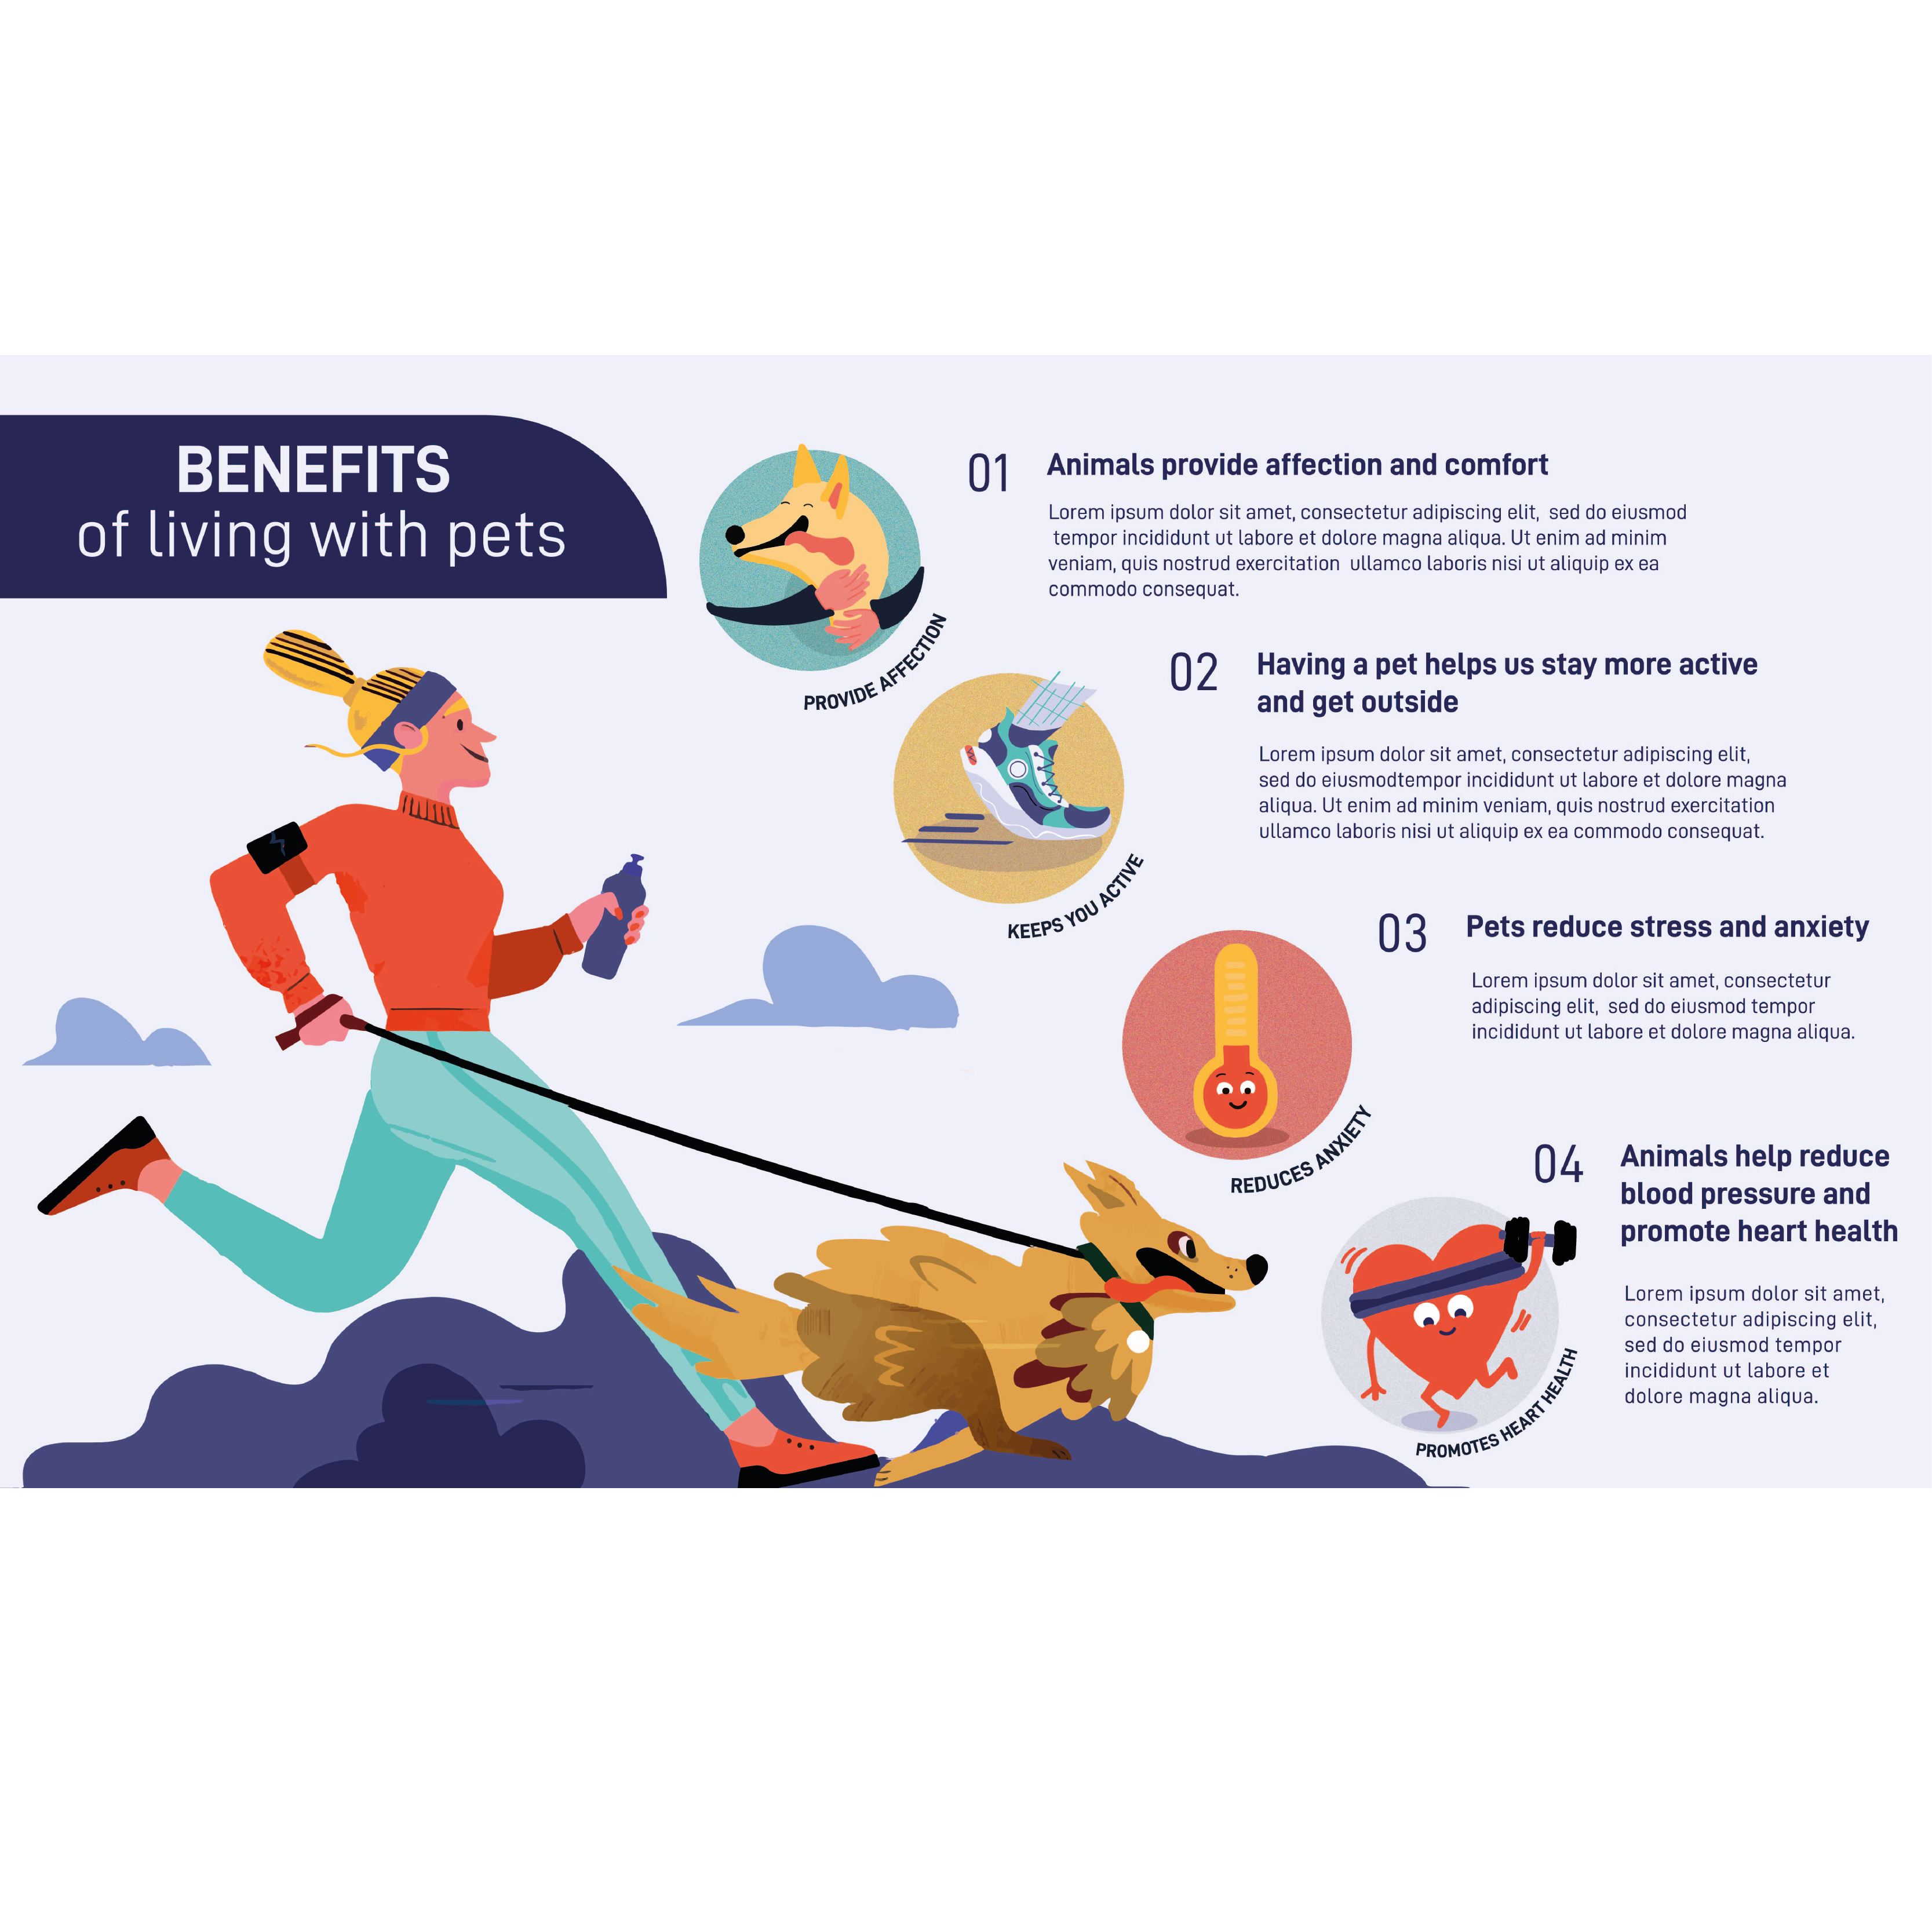 BENEFITS
of living with pets
PROVIDE AFFECTION
01
Animals provide affection and comfort
Lorem ipsum dolor sit amet, consectetur adipiscing elit, sed do eiusmod
tempor incididunt ut labore et dolore magna aliqua. Ut enim ad minim
veniam, quis nostrud exercitation ullamco laboris nisi ut aliquip ex ea
commodo consequat.
KEEPS YOU ACTIVE
02
Having a pet helps us stay more active
and get outside
Lorem ipsum dolor sit amet, consectetur adipiscing elit,
sed do eiusmodtempor incididunt ut labore et dolore magna
aliqua. Ut enim ad minim veniam, quis nostrud exercitation
ullamco laboris nisi ut aliquip ex ea commodo consequat.
REDUCES ANXIETY
03
Pets reduce stress and anxiety
Lorem ipsum dolor sit amet, consectetur
adipiscing elit, sed do eiusmod tempor
incididunt ut labore et dolore magna aliqua.
PROMOTES HEART HEALTH
04
Animals help reduce
blood pressure and
promote heart health
Lorem ipsum dolor sit amet,
consectetur adipiscing elit,
sed do eiusmod tempor
incididunt ut labore et
dolore magna aliqua.